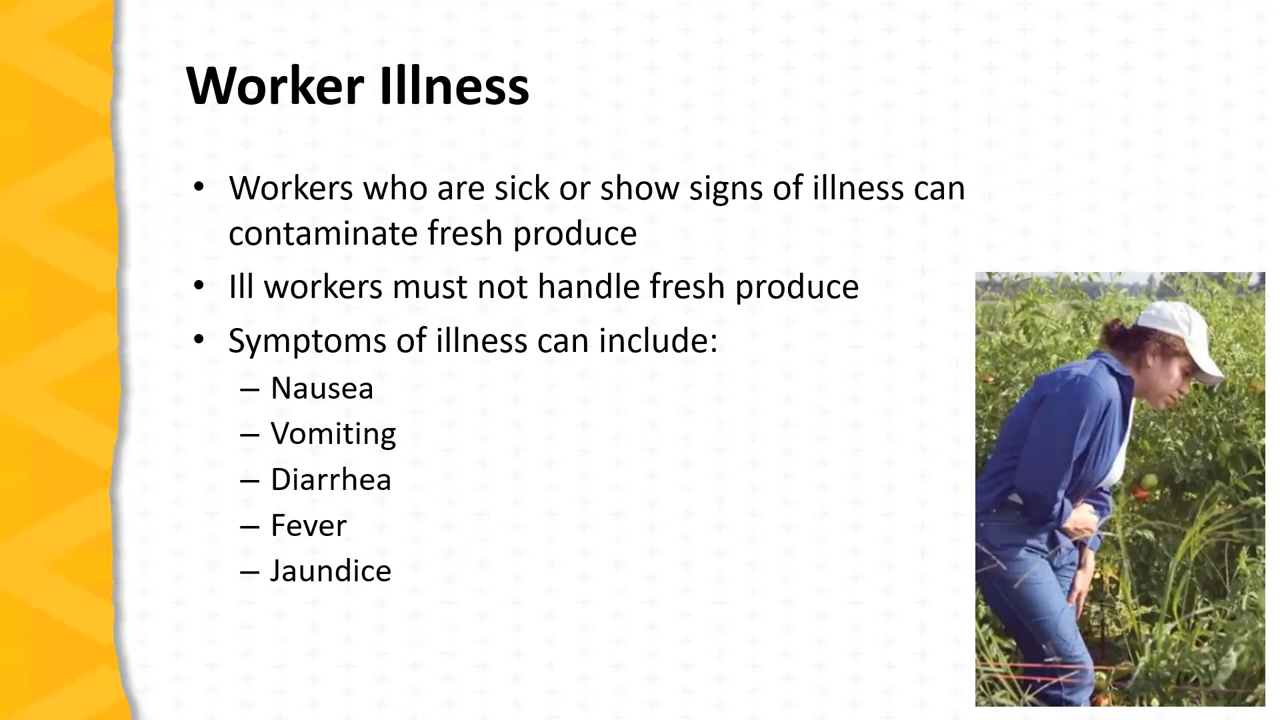 Worker Illness
• Workers who are sick or show signs of illness can
contaminate fresh produce
• Ill workers must not handle fresh produce
• Symptoms of illness can include:
– Nausea
– Vomiting
– Diarrhea
– Fever
– Jaundice